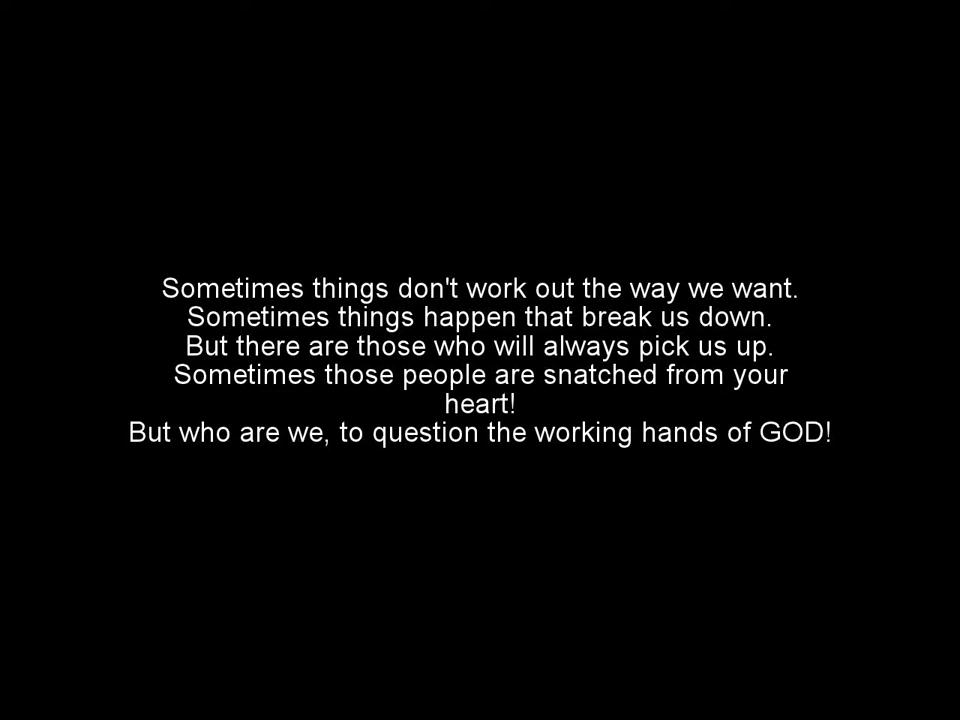 Sometimes things don't work out the way we want.
Sometimes things happen that break us down.
But there are those who will always pick us up.
Sometimes those people are snatched from your
heart!
But who are we, to question the working hands of GOD!